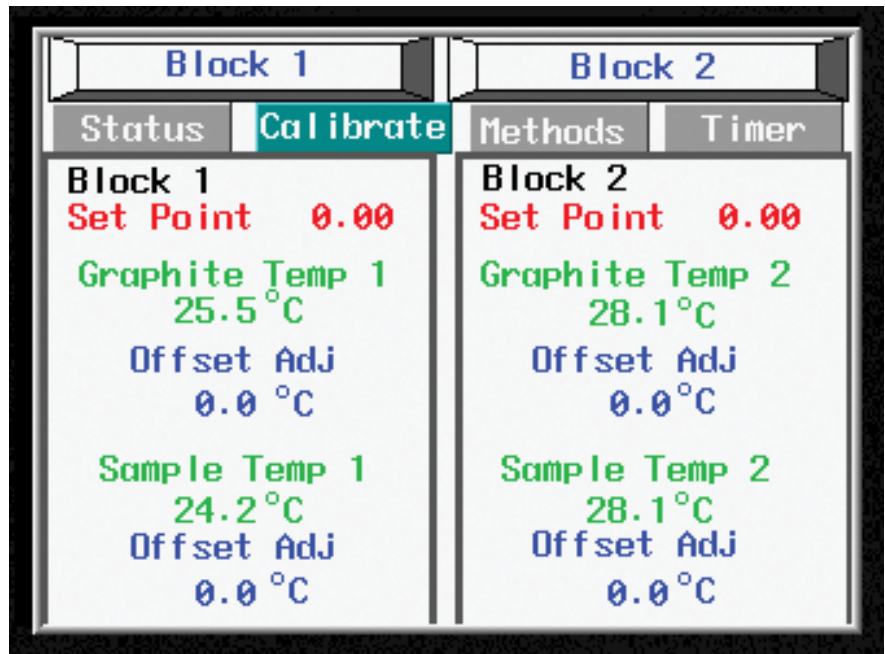 Block 1
Block 2
Status Calibrate Methods Timer
Block 1
Set Point 0.00
Graphite Temp 1
25.5°C
Offset Adj
0.0 °C
Sample Temp 1
24.2°C
Offset Adj
0.0 °C
Block 2
Set Point 0.00
Graphite Temp 2
28.1°C
Offset Adj
0.0°C
Sample Temp 2
28.1°C
Offset Adj
0.0°C